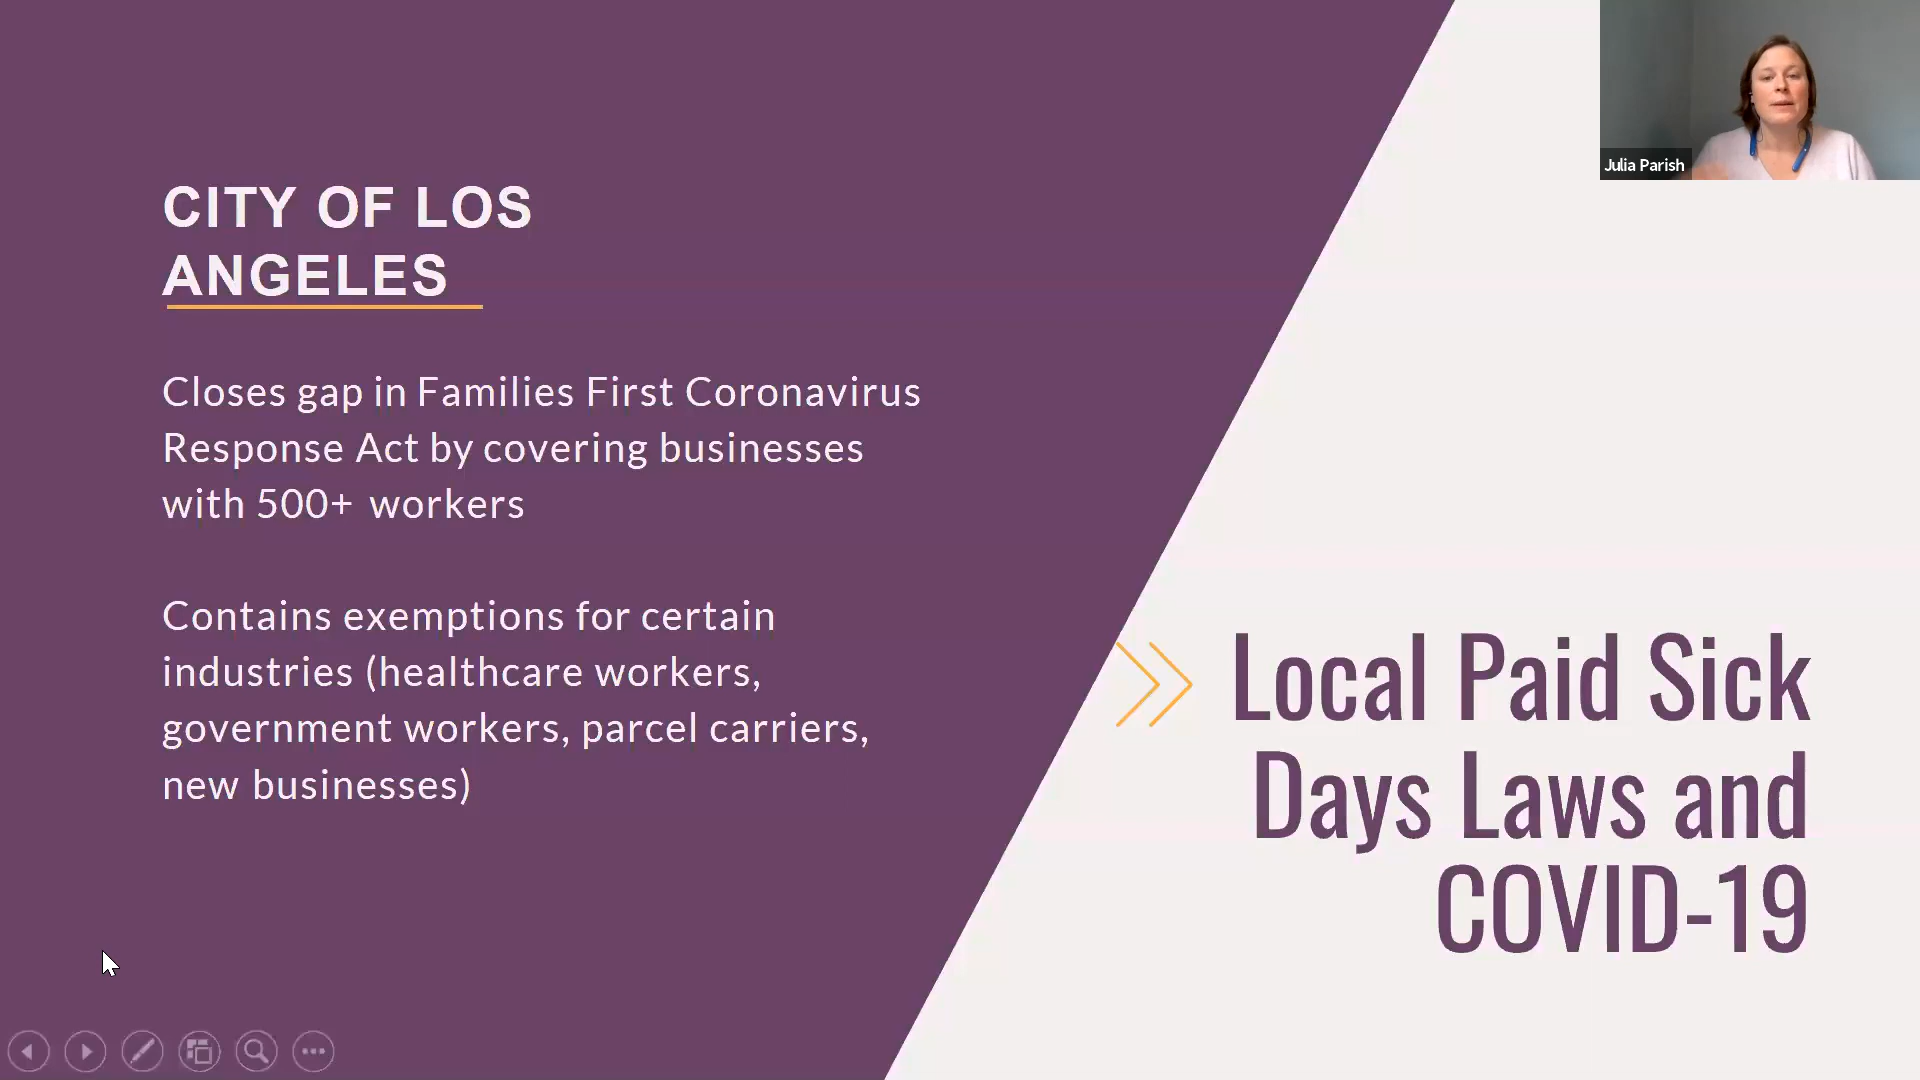 CITY OF LOS
ANGELES
Closes gap in Families First Coronavirus
Response Act by covering businesses
with 500+ workers
Contains exemptions for certain
industries (healthcare workers,
government workers, parcel carriers,
new businesses)
Julia Parish
Local Paid Sick
Days Laws and
COVID-19